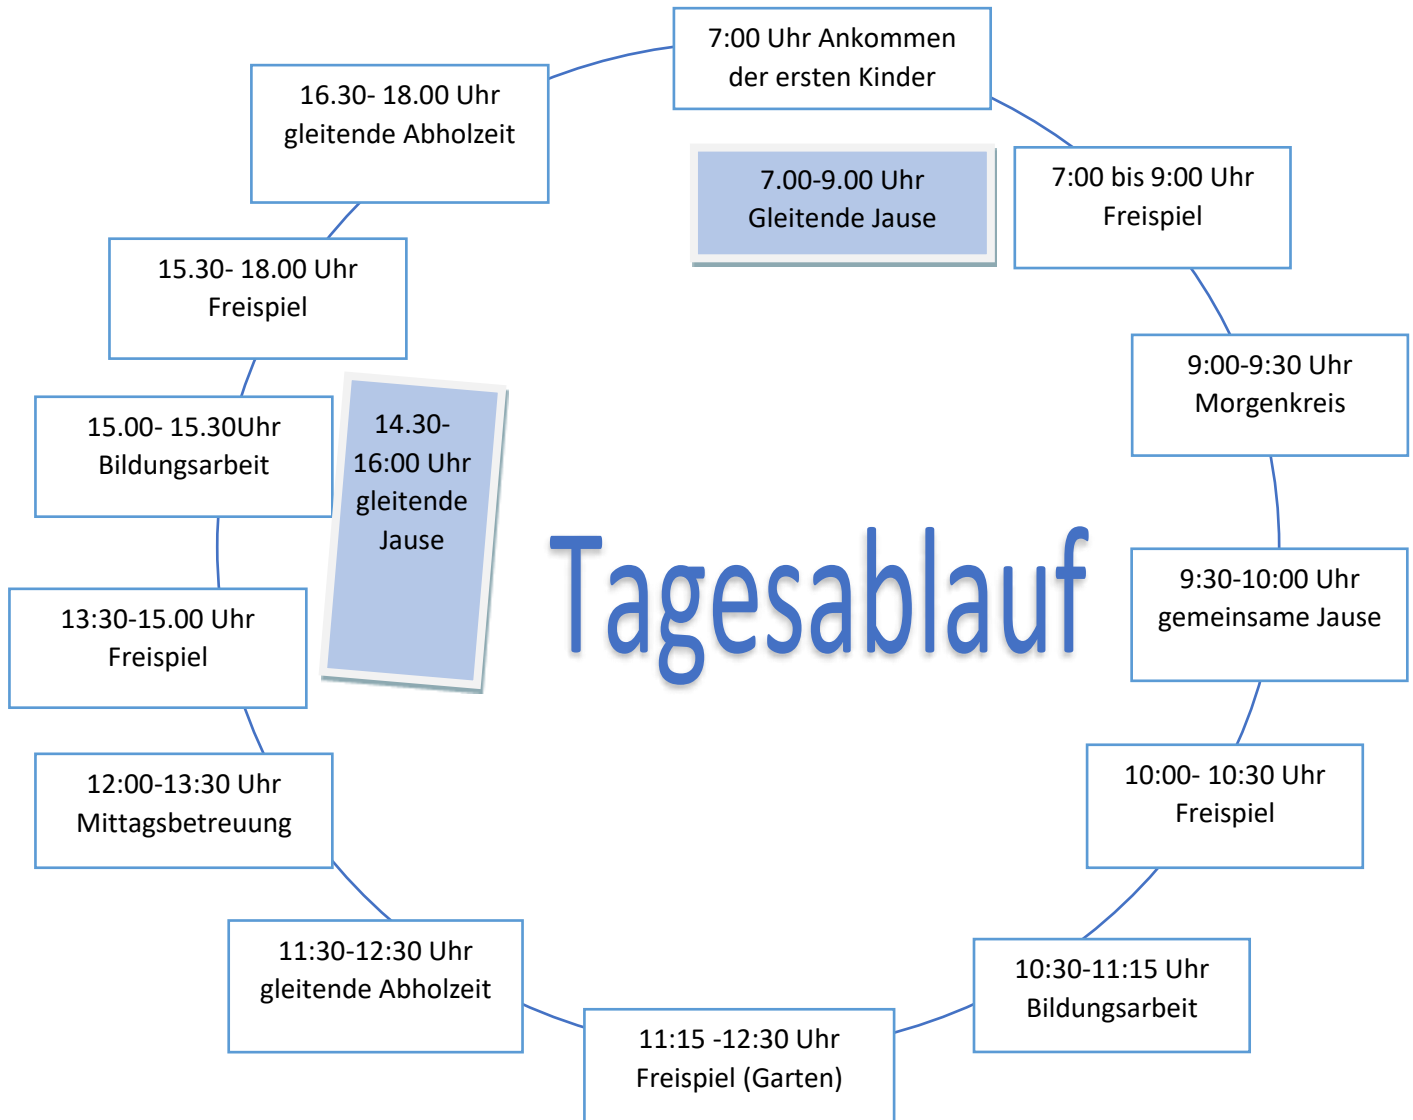 7:00 Uhr Ankommen
der ersten Kinder
7.00-9.00 Uhr
Gleitende Jause
7:00 bis 9:00 Uhr
Freispiel
9:00-9:30 Uhr
Morgenkreis
9:30-10:00 Uhr
gemeinsame Jause
10:00- 10:30 Uhr
Freispiel
10:30-11:15 Uhr
Bildungsarbeit
11:15 -12:30 Uhr
Freispiel (Garten)
11:30-12:30 Uhr
gleitende Abholzeit
12:00-13:30 Uhr
Mittagsbetreuung
13:30-15.00 Uhr
Freispiel
14.30-
16:00 Uhr
gleitende
Jause
15.00- 15.30Uhr
Bildungsarbeit
15.30- 18.00 Uhr
Freispiel
16.30- 18.00 Uhr
gleitende Abholzeit
Tagesablauf